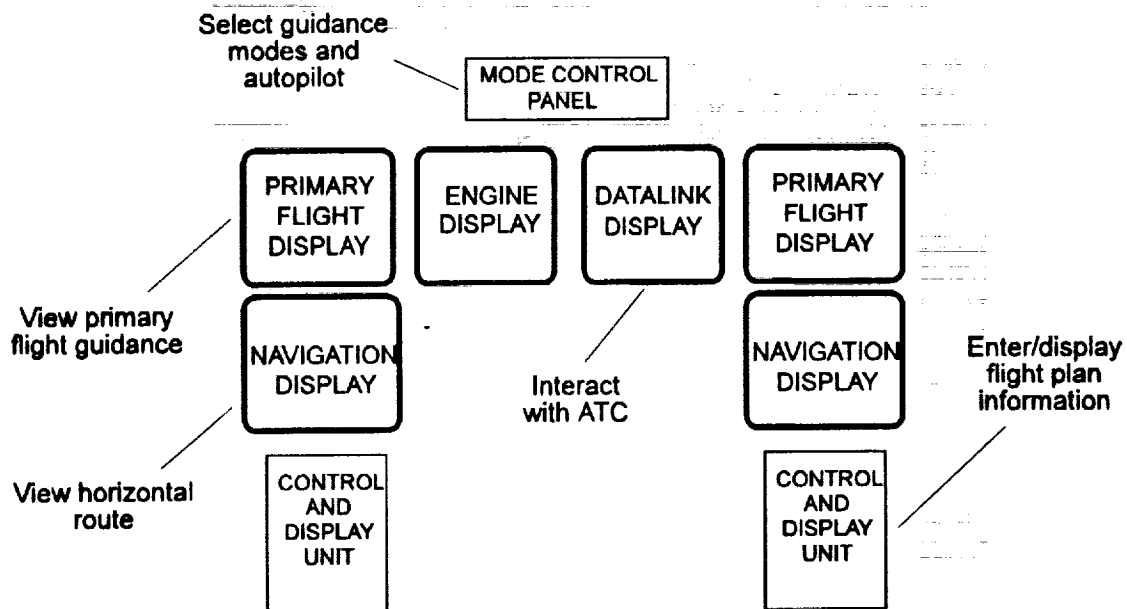 Select guidance
modes and
autopilot
MODE CONTROL
PANEL
PRIMARY
FLIGHT
DISPLAY
ENGINE
DISPLAY
DATALINK
DISPLAY
PRIMARY
FLIGHT
DISPLAY
View primary
flight guidance
NAVIGATION
DISPLAY
Interact
with ATC
NAVIGATION
DISPLAY
Enter/display
flight plan
information
View horizontal
route
CONTROL
AND
DISPLAY
UNIT
CONTROL
AND
DISPLAY
UNIT